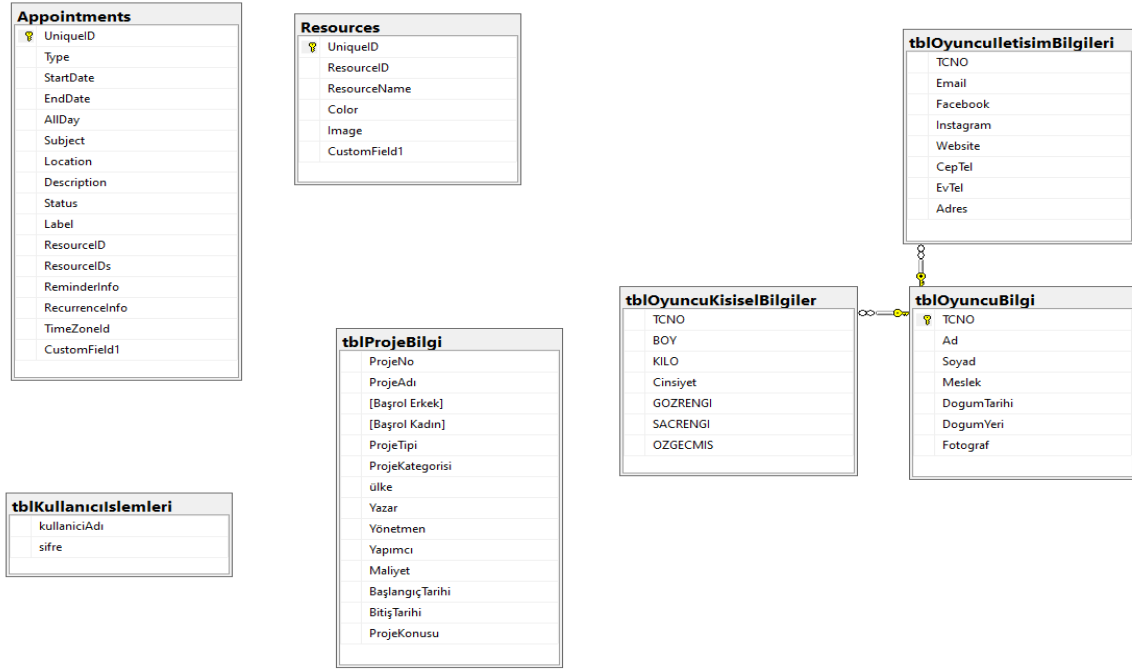 Appointments
UniqueID
Type
StartDate
EndDate
AllDay
Subject
Location
Description
Status
Label
ResourceID
ResourceIDs
ReminderInfo
RecurrenceInfo
TimeZoneId
CustomField1
Resources
UniqueID
ResourceID
ResourceName
Color
Image
CustomField1
tblOyuncuIletisimBilgileri
TCNO
Email
Facebook
Instagram
Website
CepTel
EvTel
Adres
tblOyuncuKisiselBilgiler
TCNO
BOY
KILO
Cinsiyet
GOZRENGI
SACRENGI
OZGECMIS
tblOyuncuBilgi
TCNO
Ad
Soyad
Meslek
DogumTarihi
DogumYeri
Fotograf
tblProjeBilgi
ProjeNo
ProjeAdı
[Başrol Erkek]
[Başrol Kadın]
ProjeTipi
ProjeKategorisi
ülke
Yazar
Yönetmen
Yapımcı
Maliyet
BaşlangıçTarihi
BitişTarihi
ProjeKonusu
tblKullanıcıIslemleri
kullaniciAdı
sifre